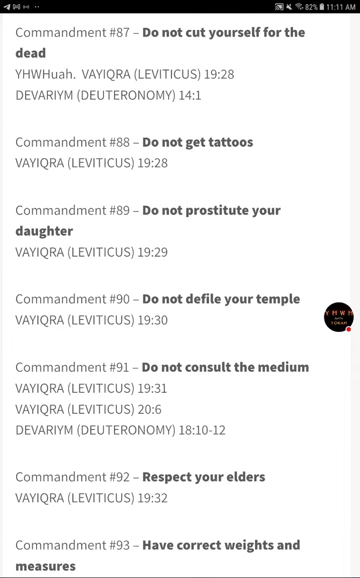 82% 11:11 AM
Commandment #87 – Do not cut yourself for the
dead
YHWHuah. VAYIQRA (LEVITICUS) 19:28
DEVARIYM (DEUTERONOMY) 14:1
Commandment #88 – Do not get tattoos
VAYIQRA (LEVITICUS) 19:28
Commandment #89 – Do not prostitute your
daughter
VAYIQRA (LEVITICUS) 19:29
Commandment #90 – Do not defile your temple
VAYIQRA (LEVITICUS) 19:30
Commandment #91 – Do not consult the medium
VAYIQRA (LEVITICUS) 19:31
VAYIQRA (LEVITICUS) 20:6
DEVARIYM (DEUTERONOMY) 18:10-12
Commandment #92 – Respect your elders
VAYIQRA (LEVITICUS) 19:32
Commandment #93 – Have correct weights and
measures